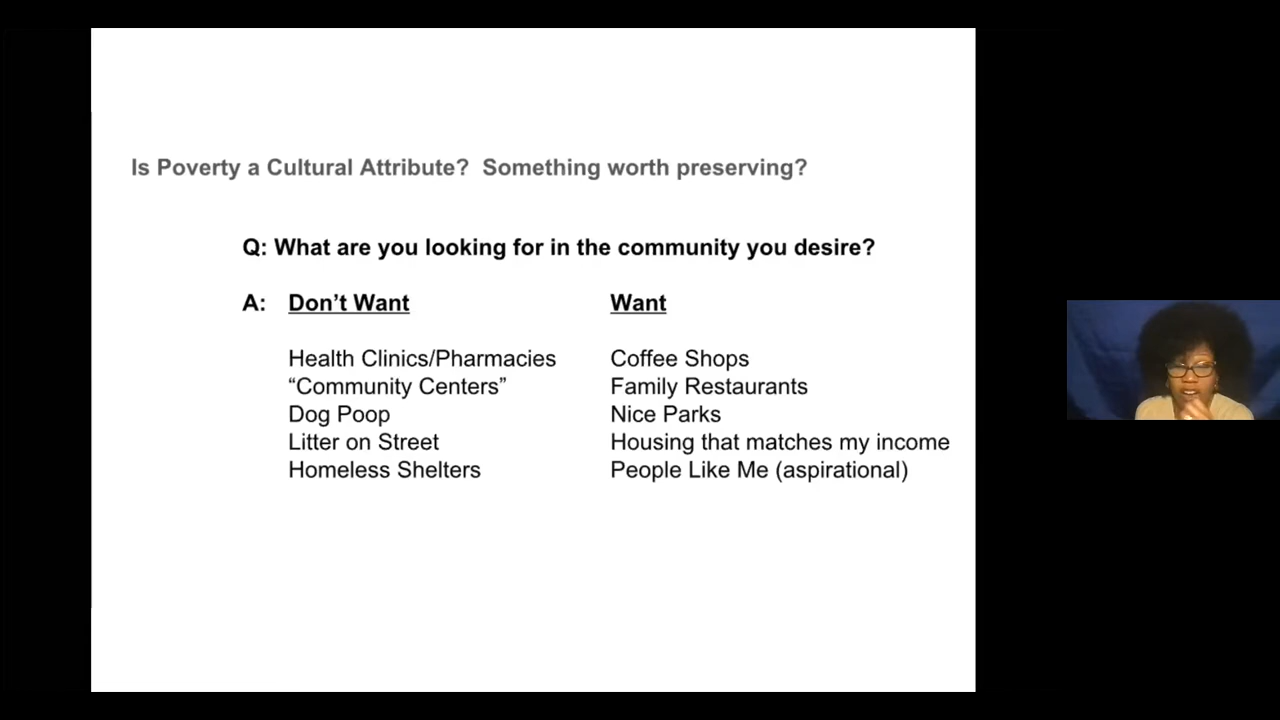 Is Poverty a Cultural Attribute?  Something worth preserving?
Q: What are you looking for in the community you desire?
A: Don’t Want Want
Health Clinics/Pharmacies Coffee Shops
“Community Centers” Family Restaurants
Dog Poop Nice Parks
Litter on Street Housing that matches my income
Homeless Shelters People Like Me (aspirational)